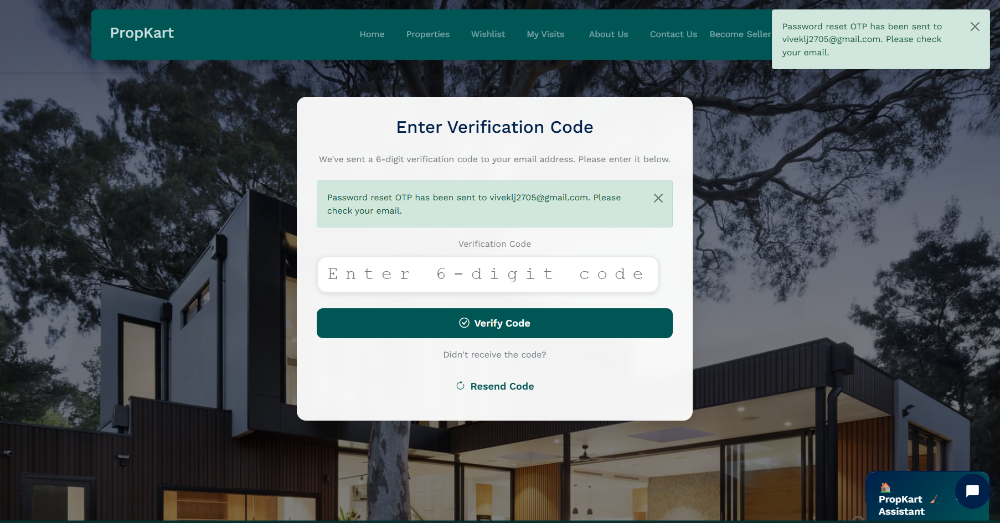 PropKart
Home Properties Wishlist My Visits About Us Contact Us Become Seller
Password reset OTP has been sent to
viveklj2705@gmail.com. Please check
your email.
Enter Verification Code
We've sent a 6-digit verification code to your email address. Please enter it below.
Password reset OTP has been sent to viveklj2705@gmail.com. Please
check your email.
Verification Code
Enter 6-digit code
Verify Code
Didn't receive the code?
Resend Code
PropKart
Assistant